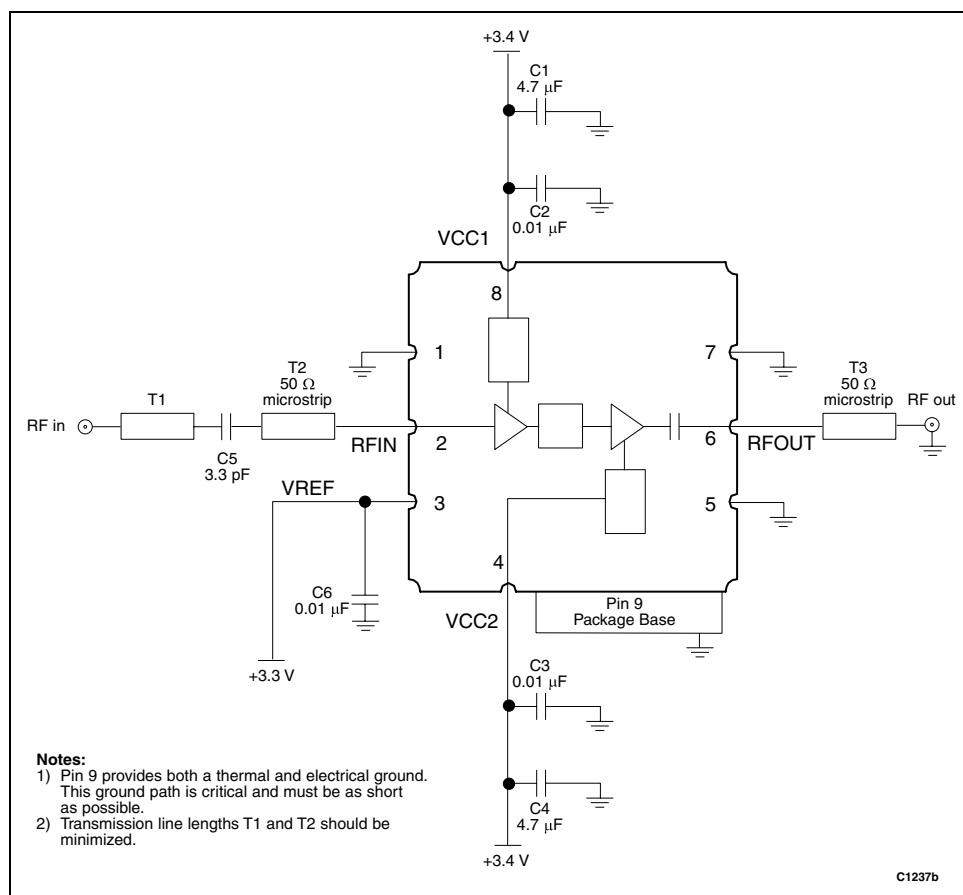 +3.4 V
C1
4.7 μF
C2
0.01 μF
VCC1
8
1
7
T2
50 Ω
microstrip
T3
50 Ω
microstrip
T1
RF in
RF out
C5
3.3 pF
RFIN
2
6
RFOUT
VREF
3
5
4
C6
0.01 μF
VCC2
Pin 9
Package Base
+3.3 V
C3
0.01 μF
C4
4.7 μF
+3.4 V
Notes:
1) Pin 9 provides both a thermal and electrical ground.
This ground path is critical and must be as short
as possible.
2) Transmission line lengths T1 and T2 should be
minimized.
C1237b